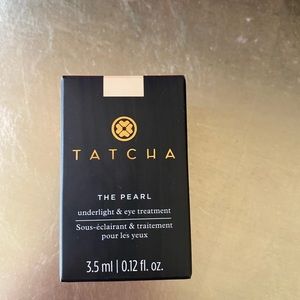 TATCHA
THE PEARL
underlight & eye treatment
Sous-éclairant & traitement
pour les yeux
3.5 ml | 0.12 fl. oz.